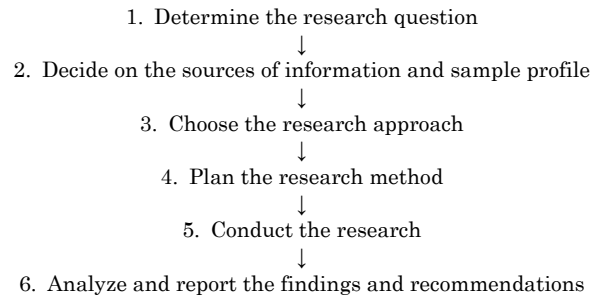 1. Determine the research question
↓
2. Decide on the sources of information and sample profile
↓
3. Choose the research approach
↓
4. Plan the research method
↓
5. Conduct the research
↓
6. Analyze and report the findings and recommendations